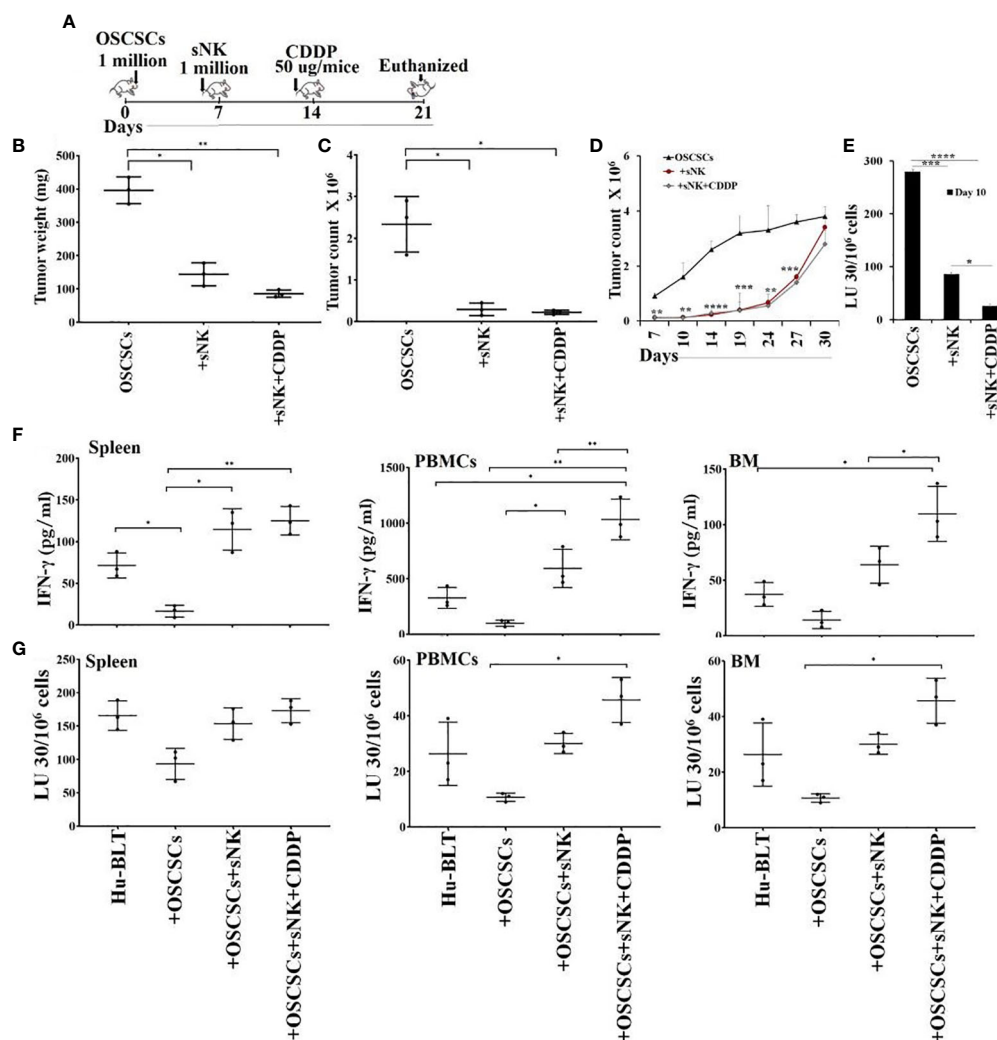 A
OSCSCs
1 million
sNK
1 million
CDDP
50 ug/mice
Euthanized
0
7
14
21
Days
B
Tumor weight (mg)
500
400
300
200
100
0
*
**
OSCSCs
+sNK
+sNK+CDDP
C
Tumor count X 10⁶
4
3
2
1
0
*
*
OSCSCs
+sNK
+sNK+CDDP
D
Tumor count X 10⁶
6
4
2
0
OSCSCs
+sNK
+sNK+CDDP
**
**
****
***
**
***
7
10
14
19
24
27
30
Days
E
LU 30/10⁶ cells
300
200
100
0
****
***
*
Day 10
OSCSCs
+sNK
+sNK+CDDP
F
Spleen
IFN-γ (pg/ml)
200
150
100
50
0
*
*
**
PBMCs
IFN-γ (pg/ml)
1500
1000
500
0
**
**
*
*
BM
IFN-γ (pg/ml)
150
100
50
0
*
*
G
Spleen
LU 30/10⁶ cells
250
200
150
100
50
0
Hu-BLT
+OSCSCs
+OSCSCs+sNK
+OSCSCs+sNK+CDDP
PBMCs
LU 30/10⁶ cells
60
40
20
0
*
Hu-BLT
+OSCSCs
+OSCSCs+sNK
+OSCSCs+sNK+CDDP
BM
LU 30/10⁶ cells
60
40
20
0
*
Hu-BLT
+OSCSCs
+OSCSCs+sNK
+OSCSCs+sNK+CDDP